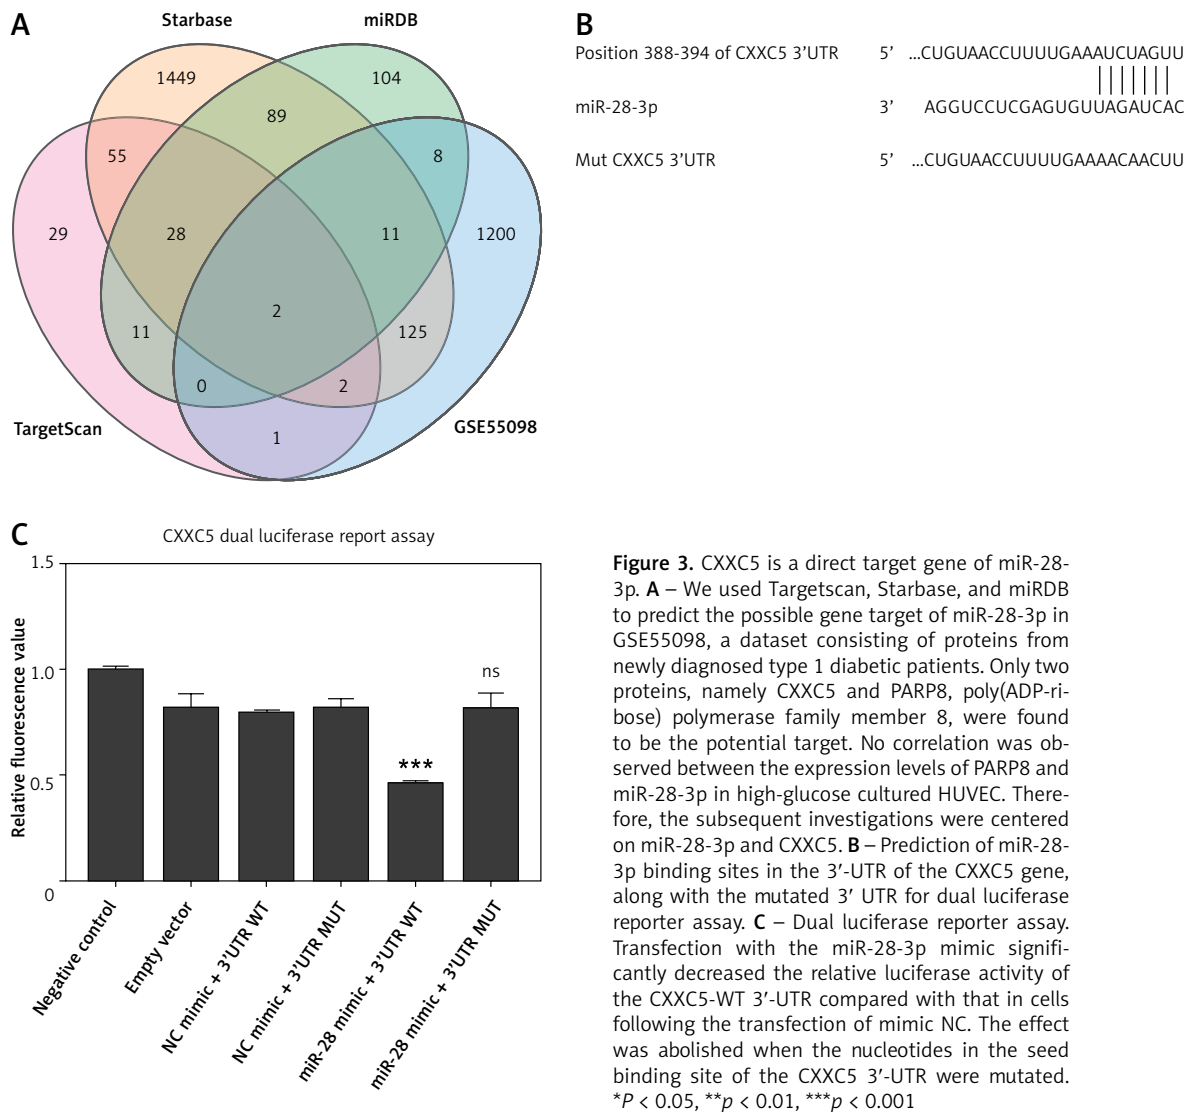 A
Starbase
miRDB
1449
104
89
55
8
29
28
11
1200
2
11
125
0
2
TargetScan
GSE55098
1
B
Position 388-394 of CXXC5 3’UTR 5’ ...CUGUAACCUUUUGAAAUCUAGUU
miR-28-3p 3’ AGGUCCUCGAGUGUUAGAUCAC
Mut CXXC5 3’UTR 5’ ...CUGUAACCUUUUGAAAACAACUU
C
CXXC5 dual luciferase report assay
Relative fluorescence value
1.5
1.0
0.5
0
ns
***
Negative control
Empty vector
NC mimic + 3’UTR WT
NC mimic + 3’UTR MUT
miR-28 mimic + 3’UTR WT
miR-28 mimic + 3’UTR MUT
Figure 3. CXXC5 is a direct target gene of miR-28-
3p. A – We used Targetscan, Starbase, and miRDB
to predict the possible gene target of miR-28-3p in
GSE55098, a dataset consisting of proteins from
newly diagnosed type 1 diabetic patients. Only two
proteins, namely CXXC5 and PARP8, poly(ADP-ri-
bose) polymerase family member 8, were found
to be the potential target. No correlation was ob-
served between the expression levels of PARP8 and
miR-28-3p in high-glucose cultured HUVEC. There-
fore, the subsequent investigations were centered
on miR-28-3p and CXXC5. B – Prediction of miR-28-
3p binding sites in the 3′-UTR of the CXXC5 gene,
along with the mutated 3′ UTR for dual luciferase
reporter assay. C – Dual luciferase reporter assay.
Transfection with the miR-28-3p mimic signifi-
cantly decreased the relative luciferase activity of
the CXXC5-WT 3′-UTR compared with that in cells
following the transfection of mimic NC. The effect
was abolished when the nucleotides in the seed
binding site of the CXXC5 3′-UTR were mutated.
*P < 0.05, **p < 0.01, ***p < 0.001